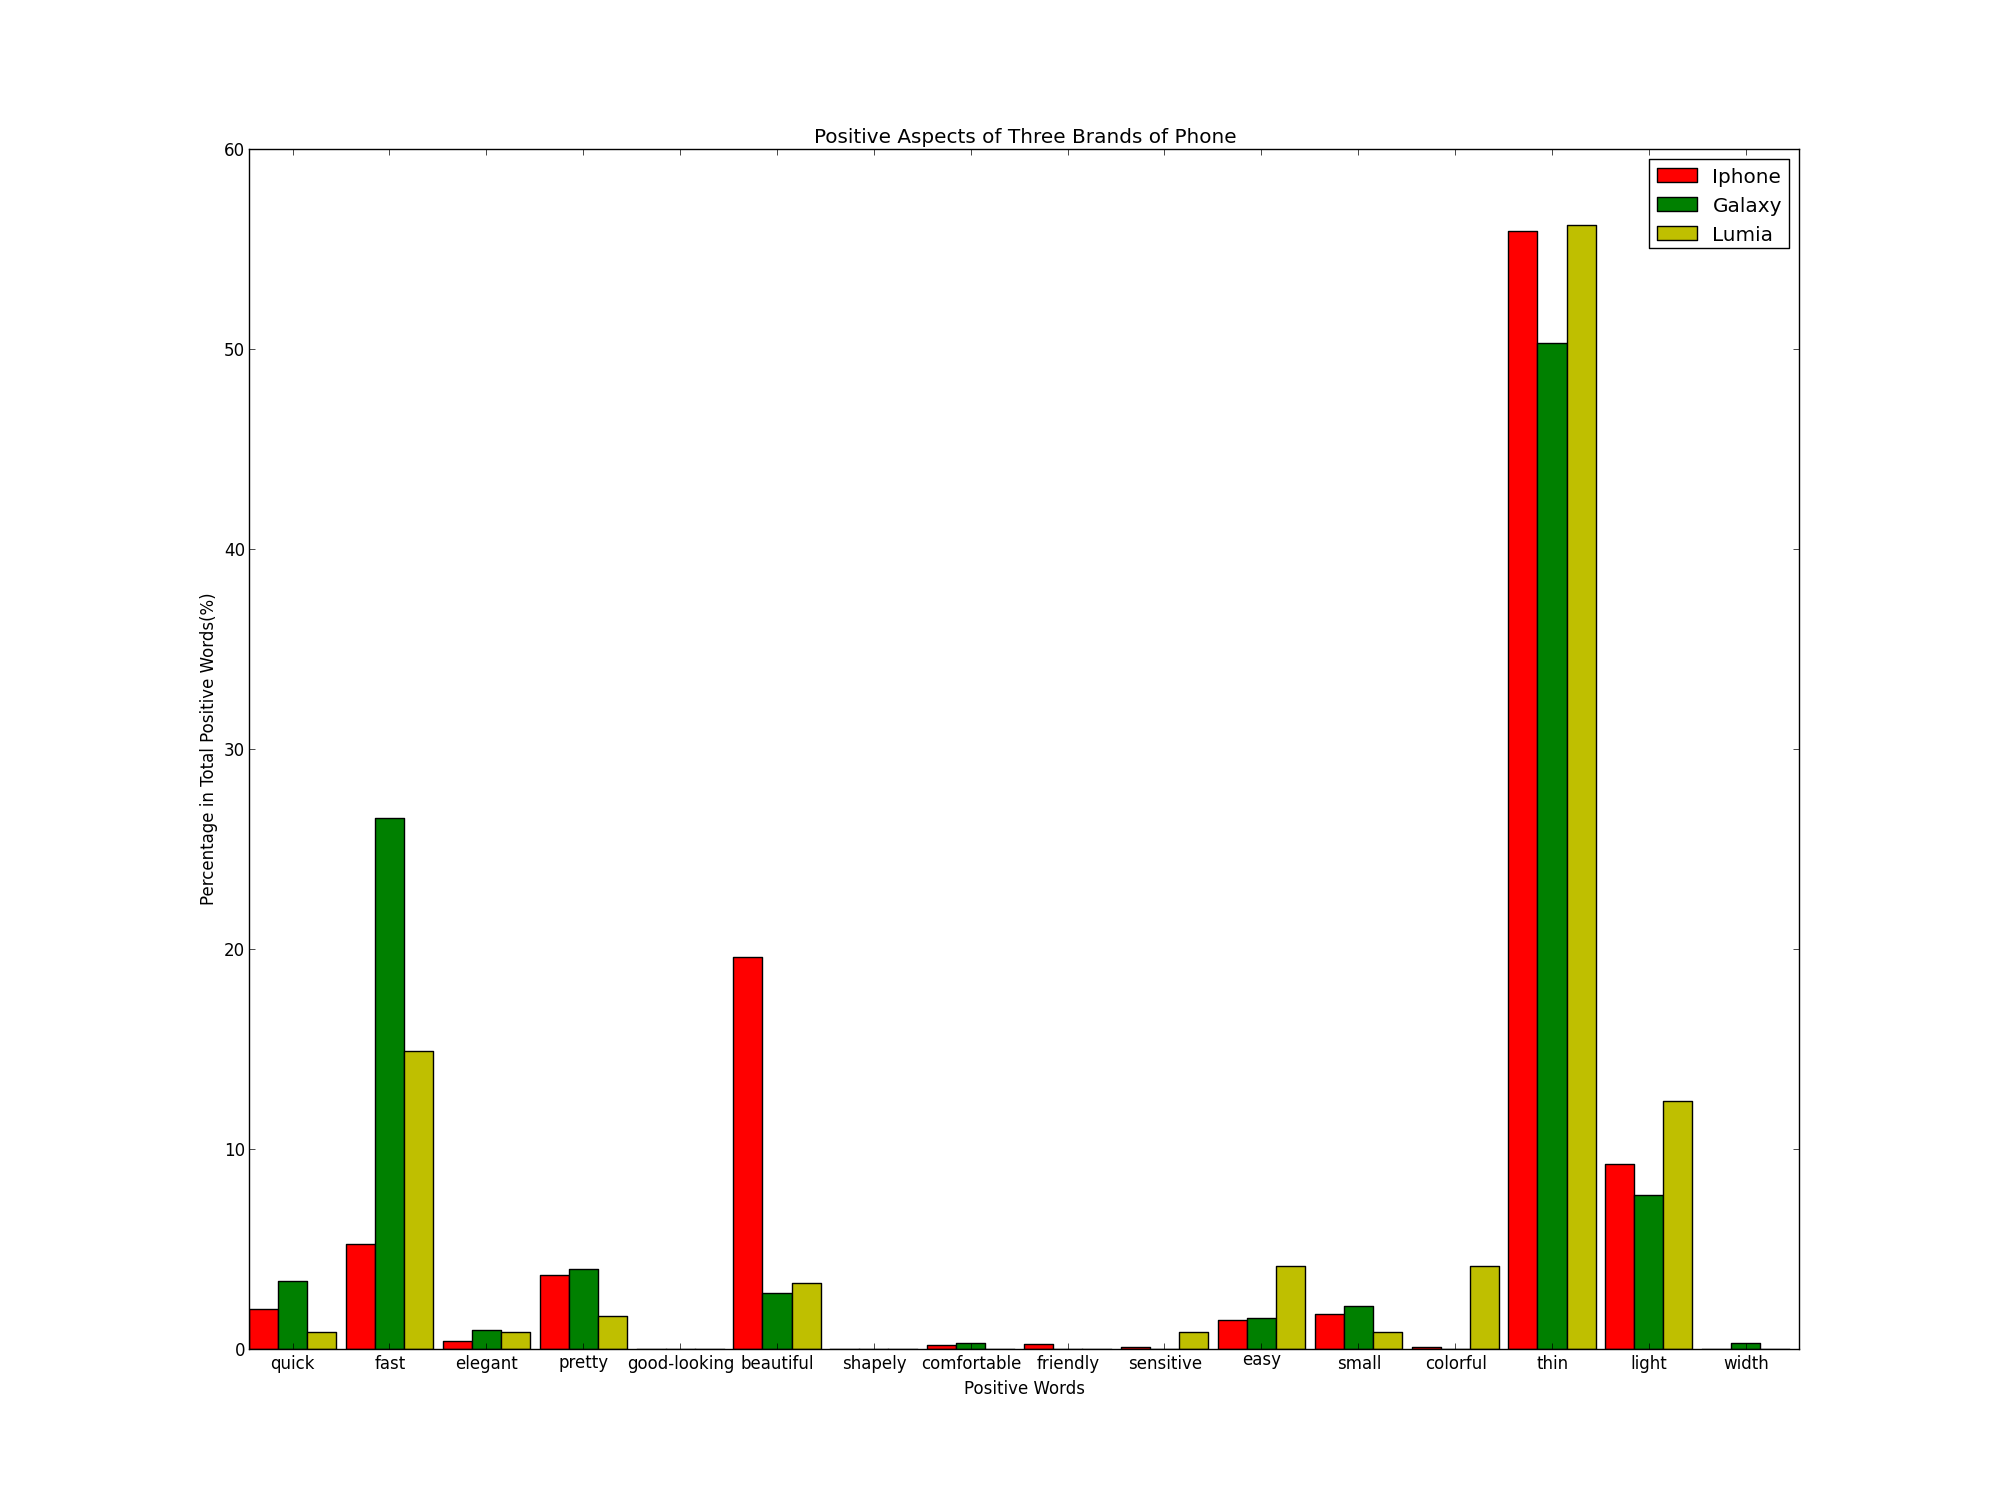 Positive Aspects of Three Brands of Phone
Iphone
Galaxy
Lumia
60
50
40
30
20
10
0
Percentage in Total Positive Words(%)
quick fast elegant pretty good-looking beautiful shapely comfortable friendly sensitive easy small colorful thin light width
Positive Words